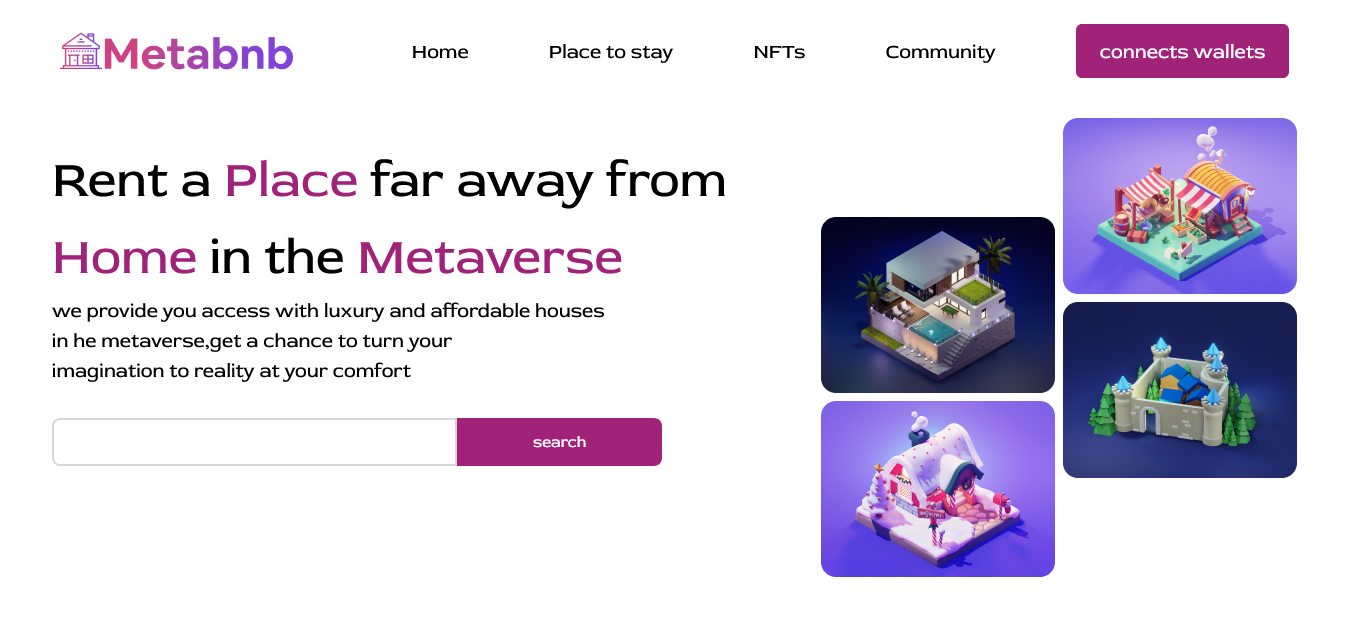 Metabnb
Home
Place to stay
NFTs
Community
connects wallets
Rent a Place far away from
Home in the Metaverse
we provide you access with luxury and affordable houses
in he metaverse,get a chance to turn your
imagination to reality at your comfort
search